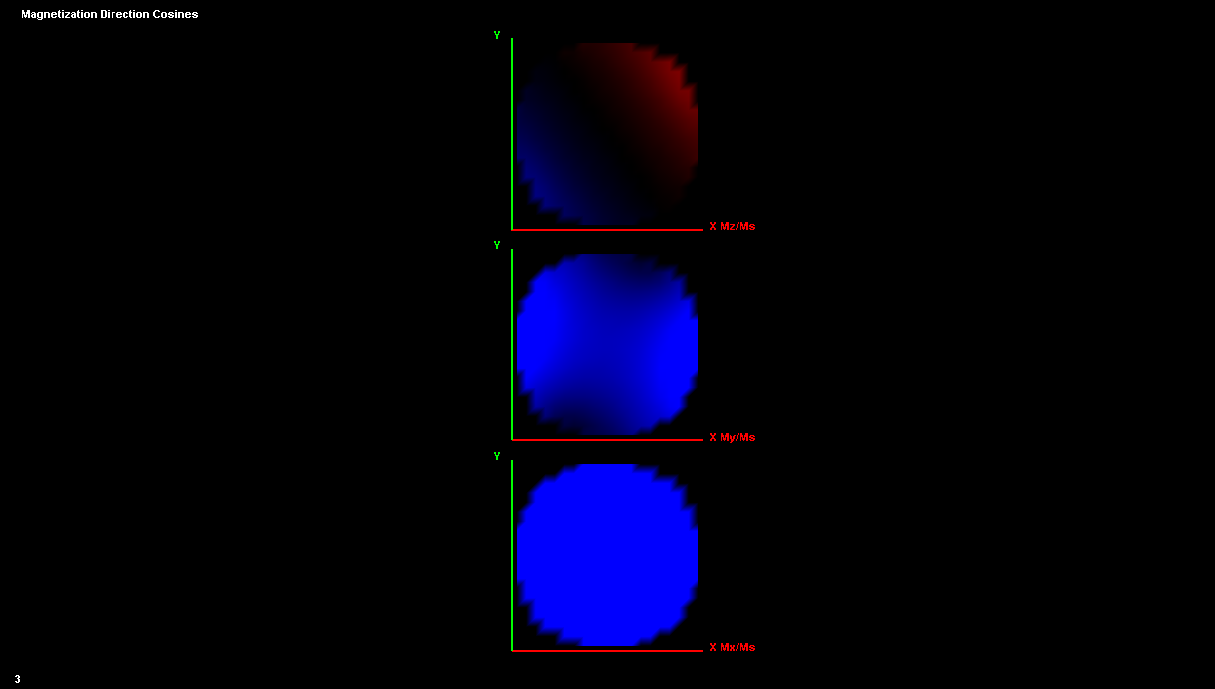 Magnetization Direction Cosines
Y
X Mz/Ms
Y
X My/Ms
Y
X Mx/Ms
3